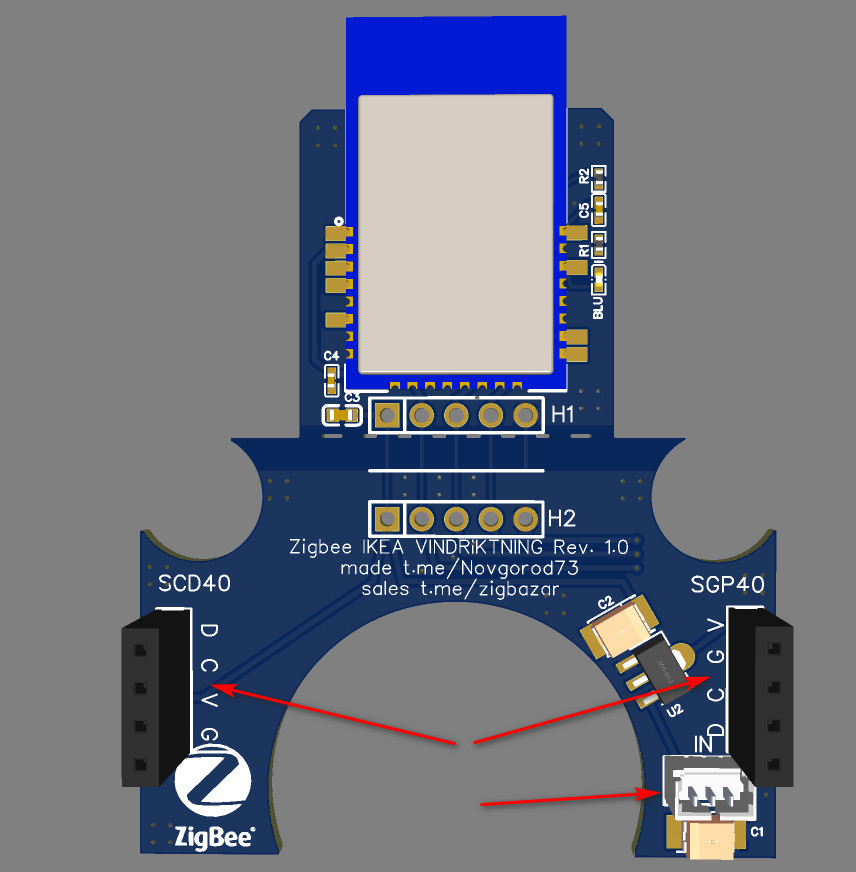 R2
C5
R1
BLU
C4
C3
H1
H2
Zigbee IKEA VINDRiKTNING Rev. 1.0
made t.me/Novgorod73
sales t.me/zigbazar
SCD40
SGP40
D
C
V
G
C2
V
G
C
D
U2
IN
C1
ZigBee®